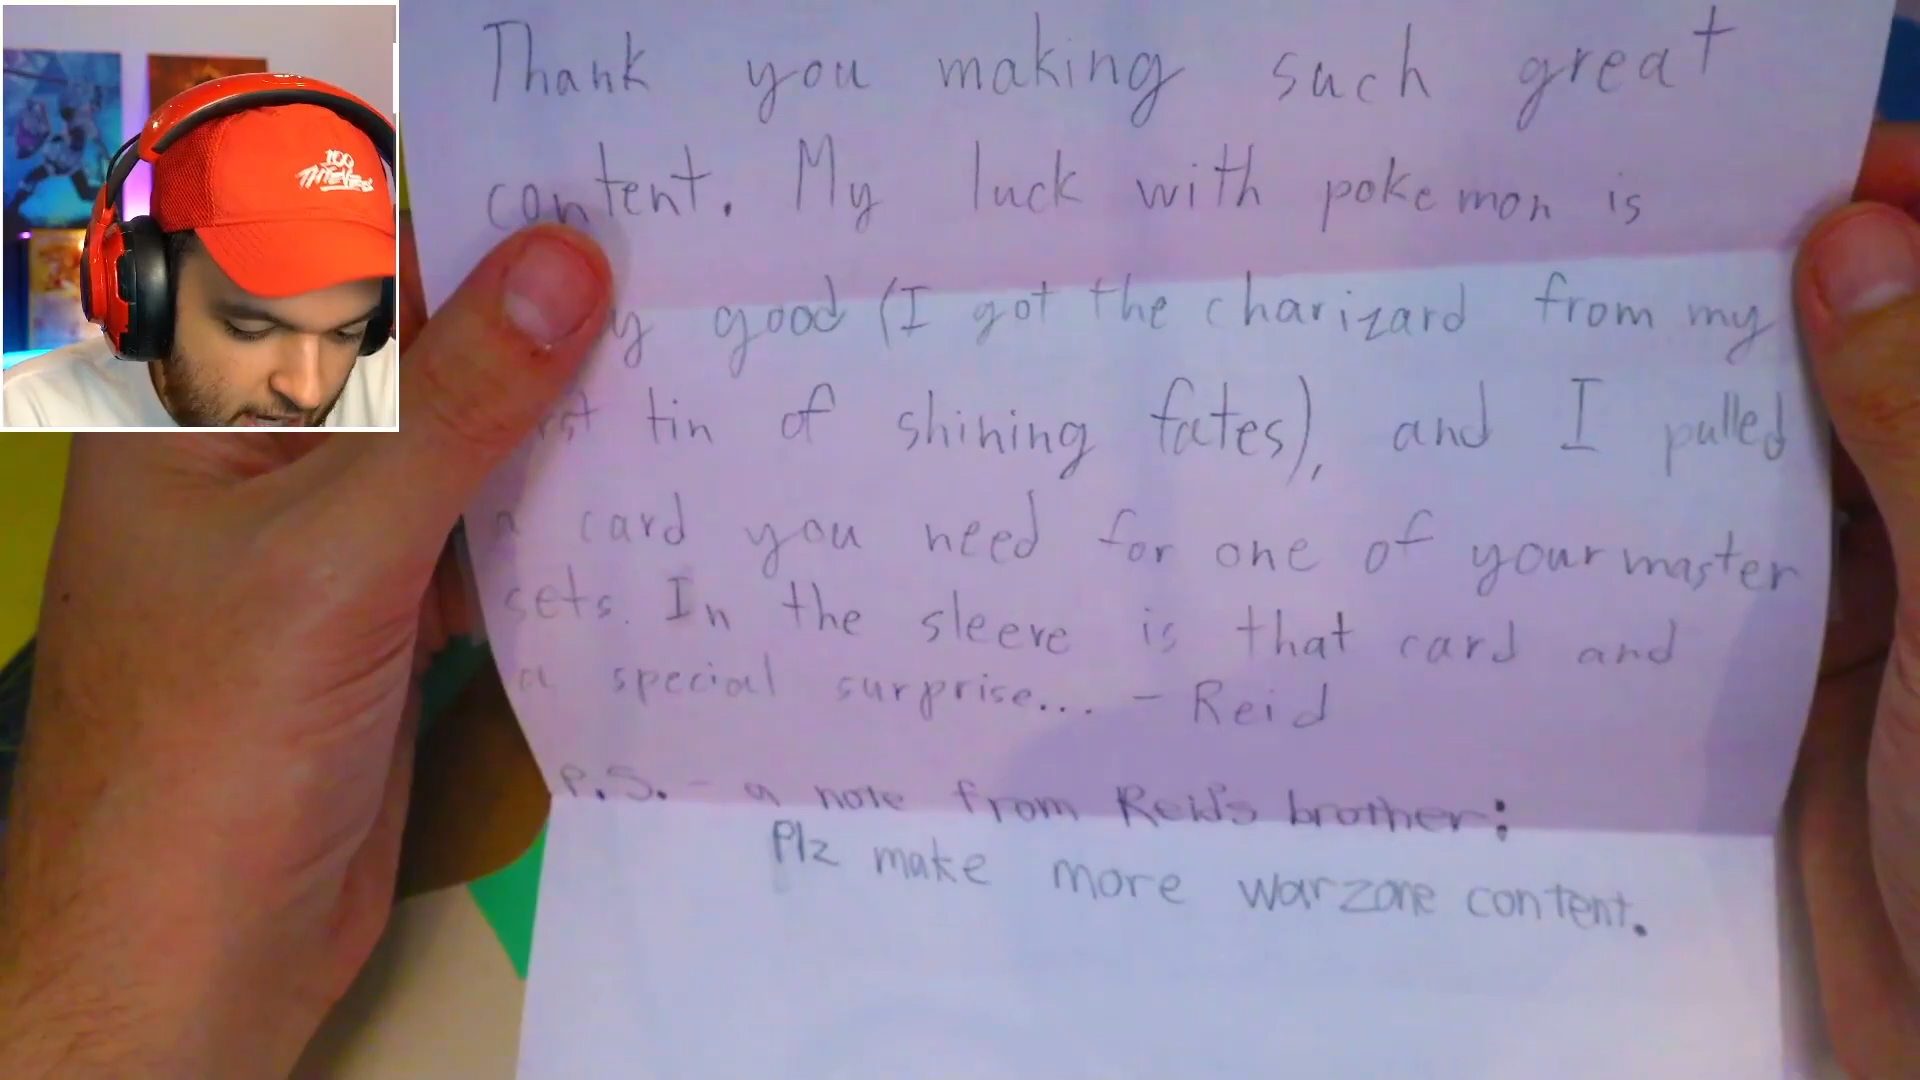 100
THIEVES
Thank you making such great
content. My luck with pokemon is
good (I got the charizard from my
tin of shining fates), and I pulled
a card you need for one of your master
sets. In the sleeve is that card and
a special surprise... - Reid
P.S. - a note from Reid's brother:
Plz make more warzone content.